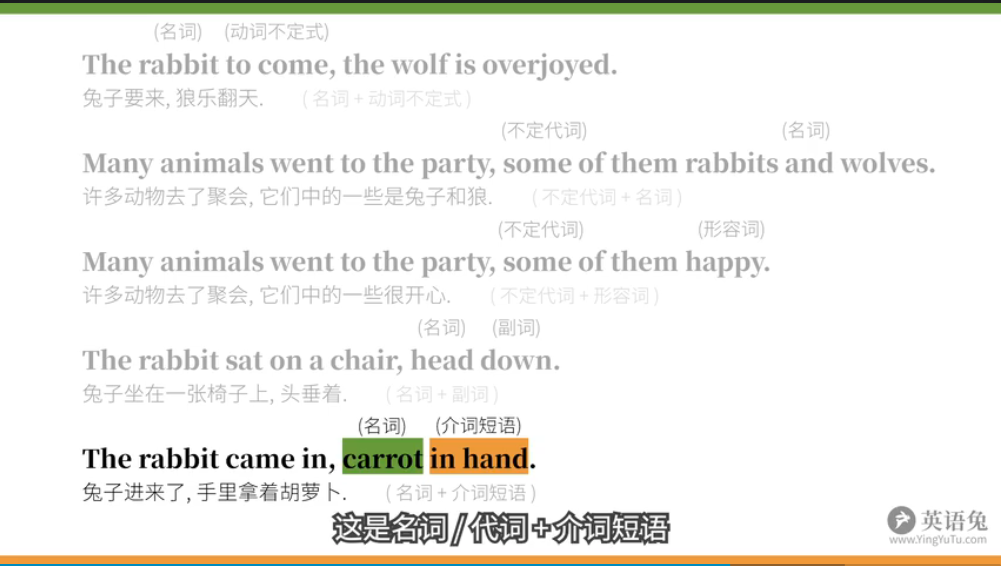 (名词) (动词不定式)
The rabbit to come, the wolf is overjoyed.
兔子要来, 狼乐翻天. (名词 + 动词不定式)
(不定代词) (名词)
Many animals went to the party, some of them rabbits and wolves.
许多动物去了聚会, 它们中的一些是兔子和狼. (不定代词 + 名词)
(不定代词) (形容词)
Many animals went to the party, some of them happy.
许多动物去了聚会, 它们中的一些很开心. (不定代词 + 形容词)
(名词) (副词)
The rabbit sat on a chair, head down.
兔子坐在一张椅子上, 头垂着. (名词 + 副词)
(名词) (介词短语)
The rabbit came in, carrot in hand.
兔子进来了, 手里拿着胡萝卜. (名词 + 介词短语)
这是名词 / 代词 + 介词短语
英语兔
www.YingYuTu.com